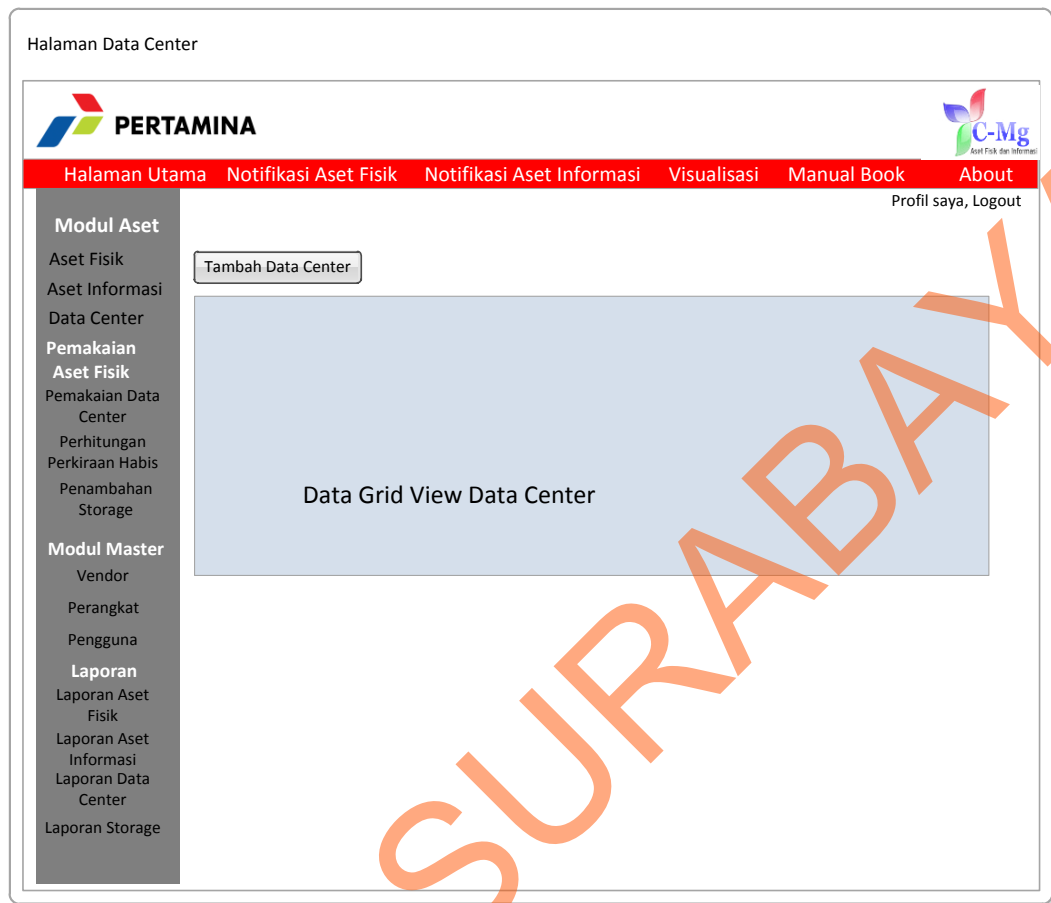 Halaman Data Center
PERTAMINA
C-Mg
Aset Fisik dan Informasi
Halaman Utama Notifikasi Aset Fisik Notifikasi Aset Informasi Visualisasi Manual Book About
Profil saya, Logout
Modul Aset
Aset Fisik
Aset Informasi
Data Center
Pemakaian
Aset Fisik
Pemakaian Data
Center
Perhitungan
Perkiraan Habis
Penambahan
Storage
Modul Master
Vendor
Perangkat
Pengguna
Laporan
Laporan Aset
Fisik
Laporan Aset
Informasi
Laporan Data
Center
Laporan Storage
Tambah Data Center
Data Grid View Data Center
SURABAY